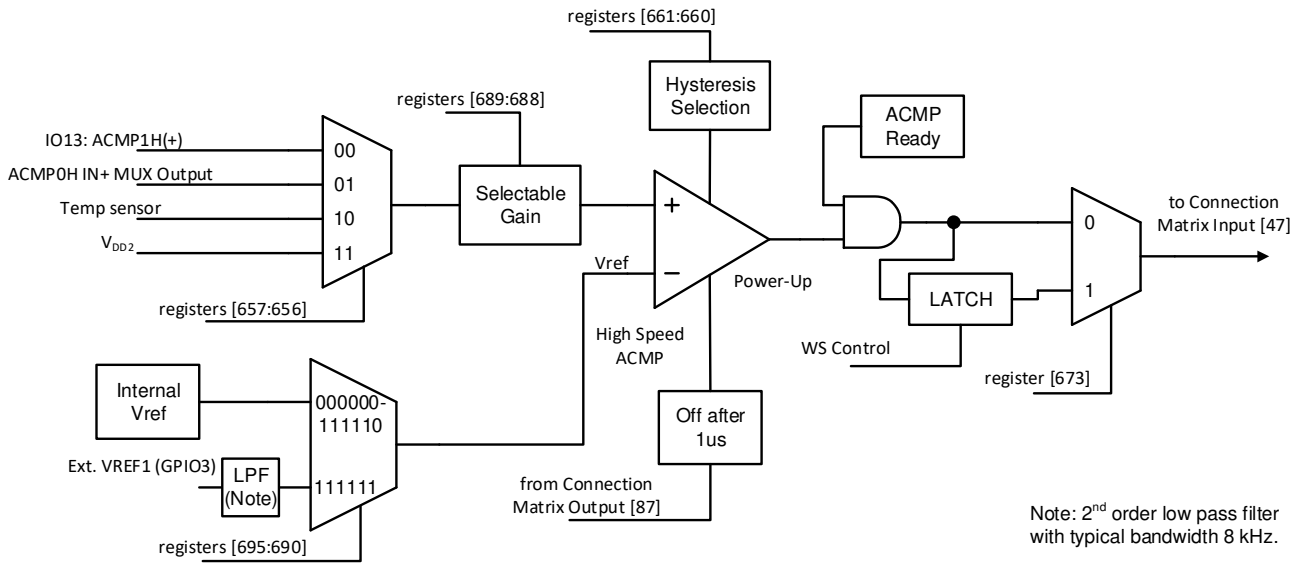 registers [661:660]
Hysteresis
Selection
registers [689:688]
ACMP
Ready
IO13: ACMP1H(+)
00
ACMP0H IN+ MUX Output
01
Temp sensor
10
VDD2
11
Selectable
Gain
+
−
Vref
Power-Up
0
1
to Connection
Matrix Input [47]
LATCH
registers [657:656]
High Speed
ACMP
WS Control
register [673]
Internal
Vref
000000-
111110
Off after
1us
Ext. VREF1 (GPIO3)
LPF
(Note)
111111
from Connection
Matrix Output [87]
registers [695:690]
Note: 2nd order low pass filter
with typical bandwidth 8 kHz.